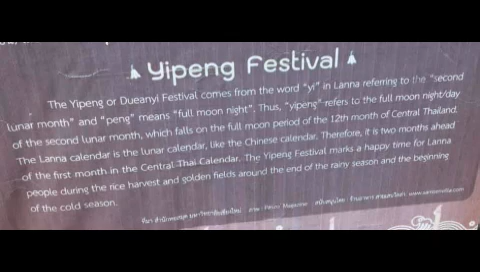 Yipeng Festival
The Yipeng or Dueanyi Festival comes from the word "yi" in Lanna referring to the "second
lunar month" and "peng" means "full moon night". Thus, "yipeng" refers to the full moon night/day
of the second lunar month, which falls on the full moon period of the 12th month of Central Thailand.
The Lanna calendar is the lunar calendar, like the Chinese calendar. Therefore, it is two months ahead
of the first month in the Central Thai Calendar. The Yipeng Festival marks a happy time for Lanna
people during the rice harvest and golden fields around the end of the rainy season and the beginning
of the cold season.